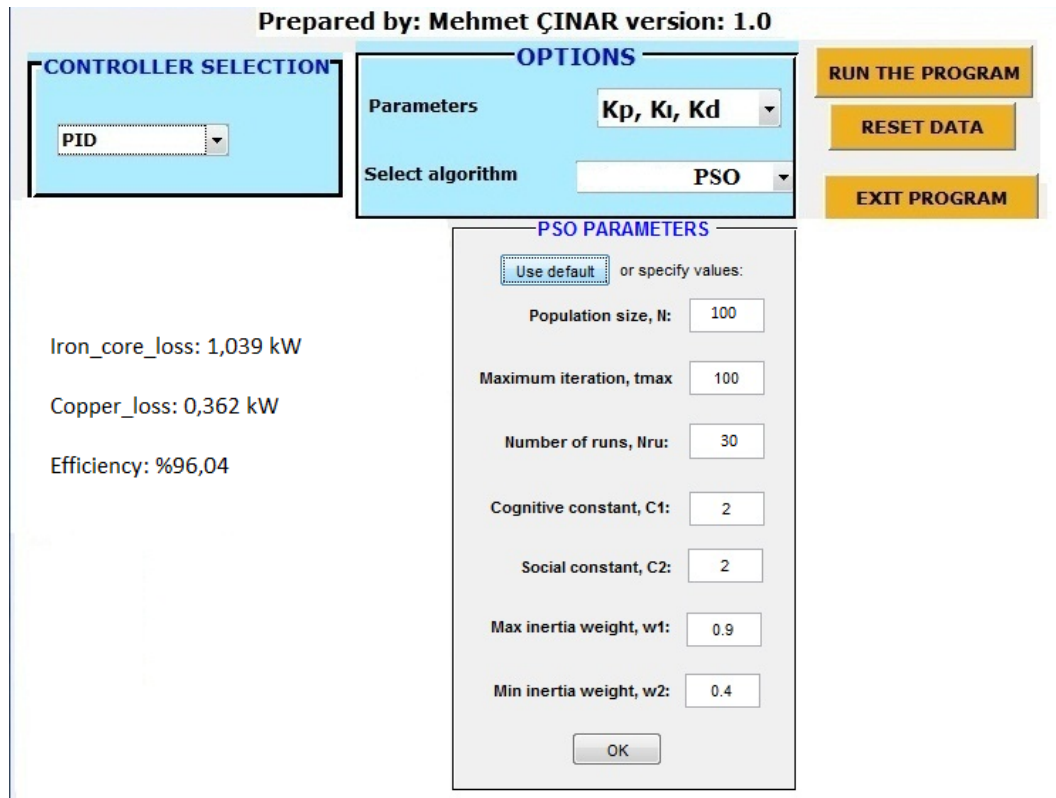 Prepared by: Mehmet ÇINAR version: 1.0
CONTROLLER SELECTION
PID
OPTIONS
Parameters
Kp, Kı, Kd
Select algorithm
PSO
RUN THE PROGRAM
RESET DATA
EXIT PROGRAM
PSO PARAMETERS
Use default or specify values:
Population size, N: 100
Maximum iteration, tmax 100
Number of runs, Nru: 30
Cognitive constant, C1: 2
Social constant, C2: 2
Max inertia weight, w1: 0.9
Min inertia weight, w2: 0.4
OK
Iron_core_loss: 1,039 kW
Copper_loss: 0,362 kW
Efficiency: %96,04